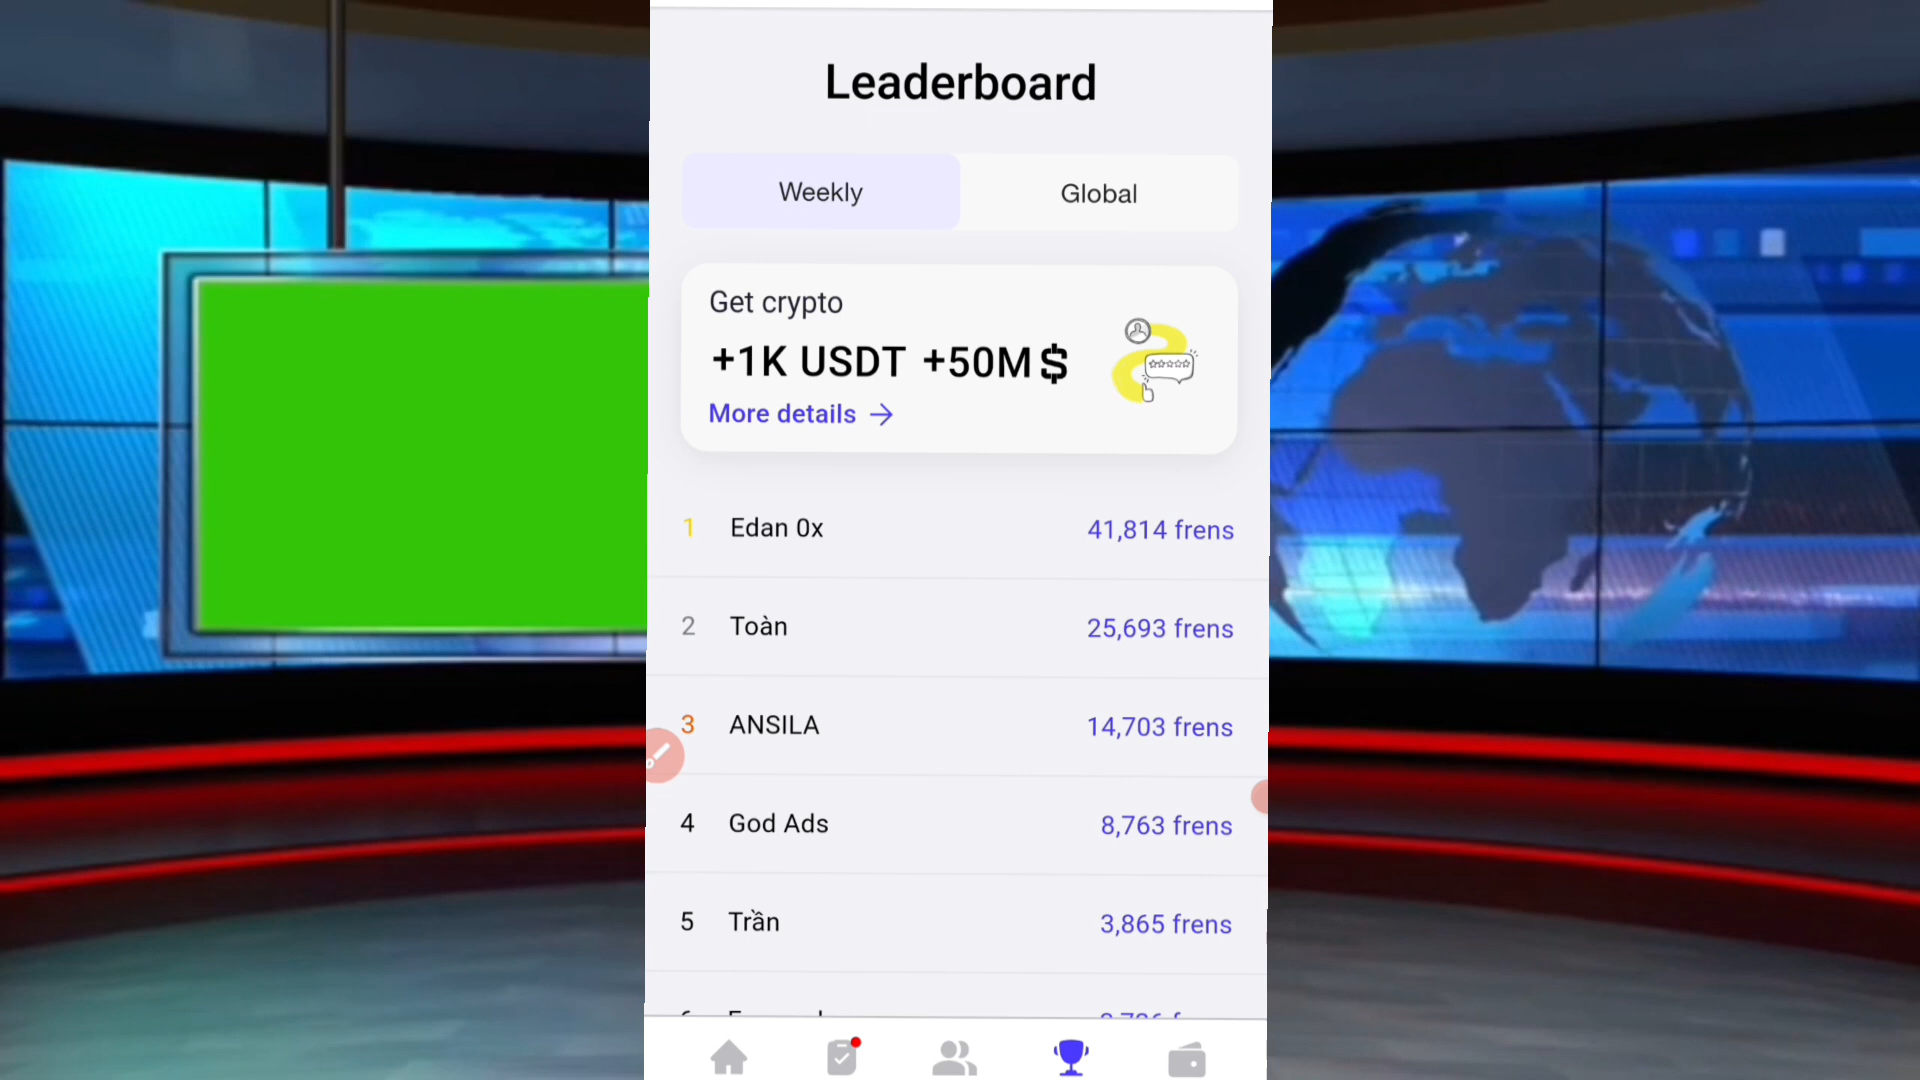 Leaderboard
Weekly Global
Get crypto
+1K USDT +50M$
More details →
1 Edan 0x 41,814 frens
2 Toàn 25,693 frens
3 ANSILA 14,703 frens
4 God Ads 8,763 frens
5 Trần 3,865 frens